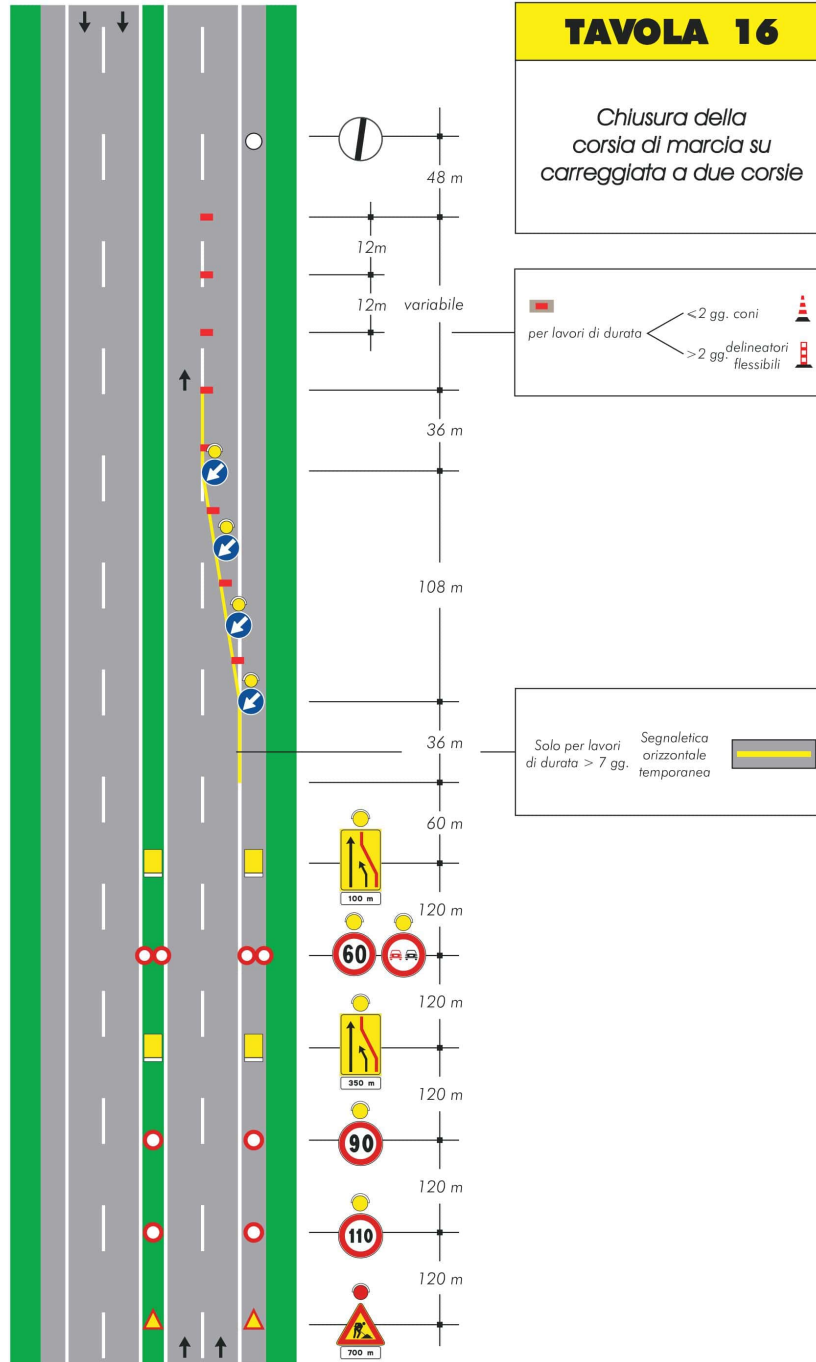 TAVOLA 16
Chiusura della
corsia di marcia su
carreggiata a due corsie
48 m
12m
12m
variabile
per lavori di durata
<2 gg. coni
>2 gg. delineatori
flessibili
36 m
108 m
36 m
Solo per lavori
di durata > 7 gg.
Segnaletica
orizzontale
temporanea
60 m
100 m
120 m
60
120 m
350 m
120 m
90
120 m
110
120 m
700 m